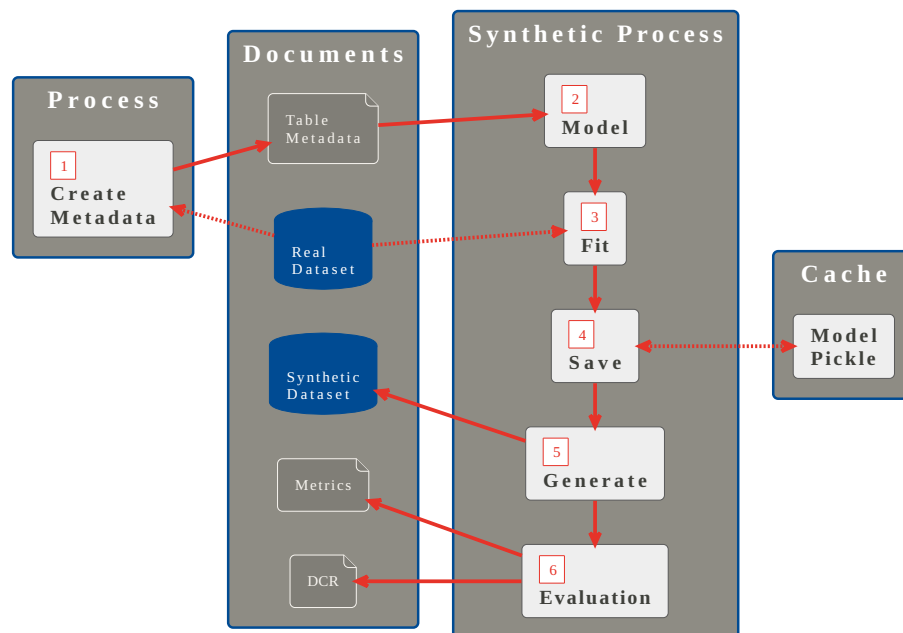 Process
1
Create
Metadata
Documents
Table
Metadata
Real
Dataset
Synthetic
Dataset
Metrics
DCR
Synthetic Process
2
Model
3
Fit
4
Save
5
Generate
6
Evaluation
Cache
Model
Pickle